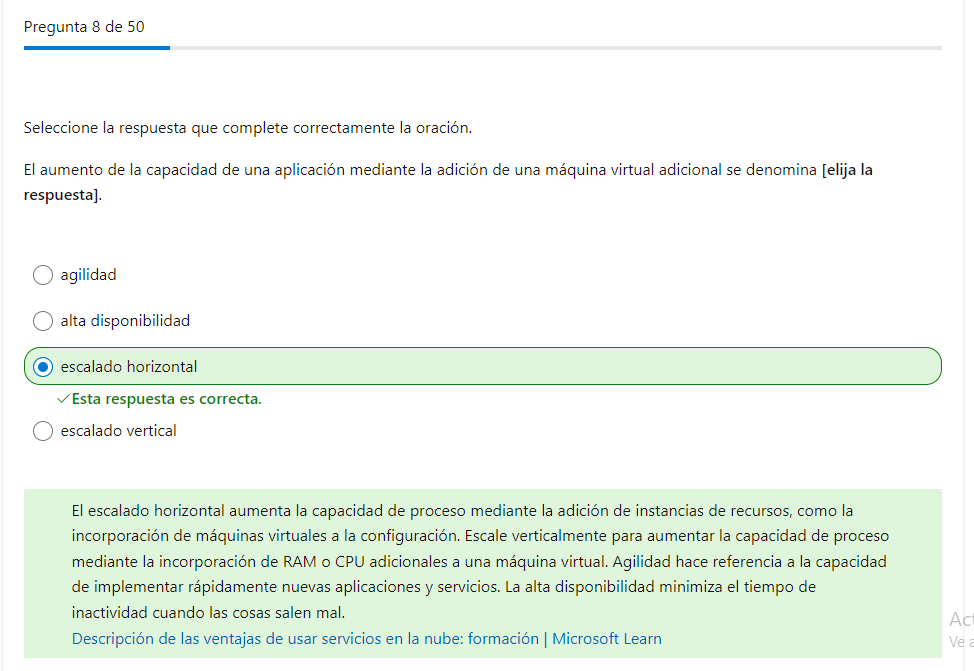 Pregunta 8 de 50
Seleccione la respuesta que complete correctamente la oración.
El aumento de la capacidad de una aplicación mediante la adición de una máquina virtual adicional se denomina [elija la
respuesta].
agilidad
alta disponibilidad
escalado horizontal
Esta respuesta es correcta.
escalado vertical
El escalado horizontal aumenta la capacidad de proceso mediante la adición de instancias de recursos, como la
incorporación de máquinas virtuales a la configuración. Escale verticalmente para aumentar la capacidad de proceso
mediante la incorporación de RAM o CPU adicionales a una máquina virtual. Agilidad hace referencia a la capacidad
de implementar rápidamente nuevas aplicaciones y servicios. La alta disponibilidad minimiza el tiempo de
inactividad cuando las cosas salen mal.
Descripción de las ventajas de usar servicios en la nube: formación | Microsoft Learn
Ve a